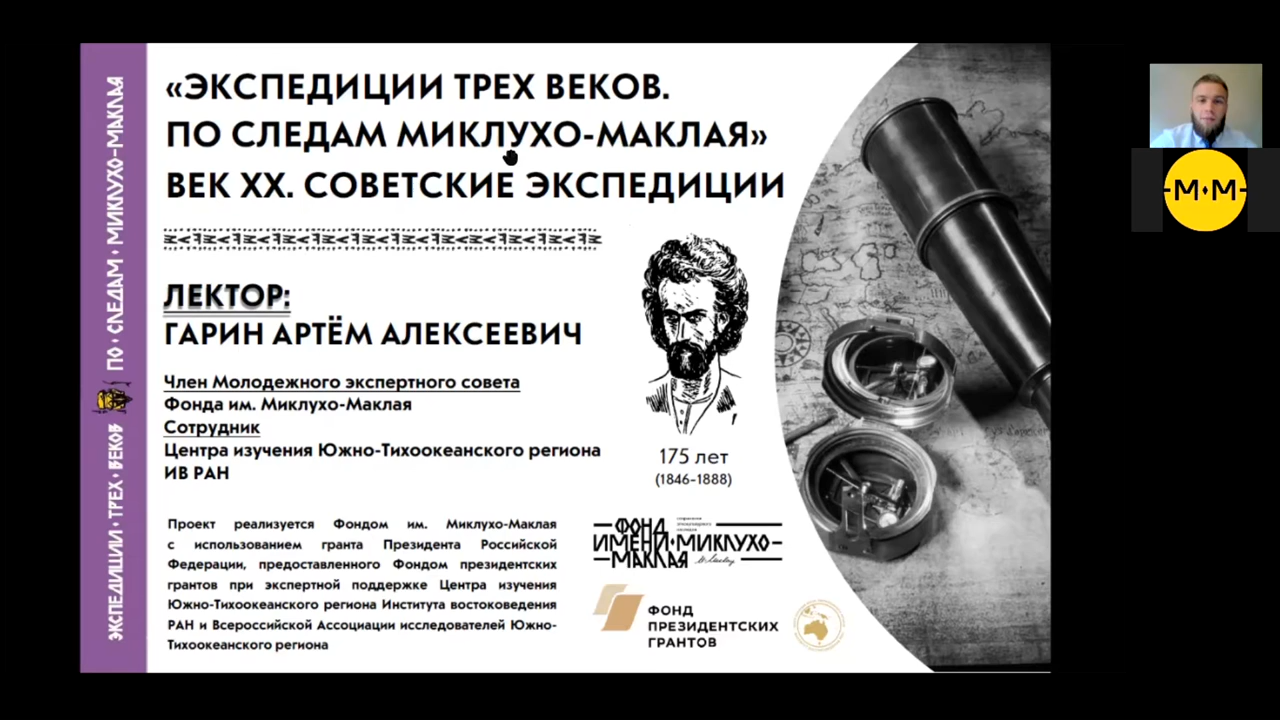 «ЭКСПЕДИЦИИ ТРЕХ ВЕКОВ.
ПО СЛЕДАМ МИКЛУХО-МАКЛАЯ»
ВЕК XX. СОВЕТСКИЕ ЭКСПЕДИЦИИ
ЛЕКТОР:
ГАРИН АРТЁМ АЛЕКСЕЕВИЧ
Член Молодежного экспертного совета
Фонда им. Миклухо-Маклая
Сотрудник
Центра изучения Южно-Тихоокеанского региона
ИВ РАН
Проект реализуется Фондом им. Миклухо-Маклая
с использованием гранта Президента Российской
Федерации, предоставленного Фондом президентских
грантов при экспертной поддержке Центра изучения
Южно-Тихоокеанского региона Института востоковедения
РАН и Всероссийской Ассоциации исследователей Южно-
Тихоокеанского региона
175 лет
(1846-1888)
ФОНД
ИМЕНИ МИКЛУХО-
МАКЛАЯ
ФОНД
ПРЕЗИДЕНТСКИХ
ГРАНТОВ
ЭКСПЕДИЦИИ ТРЕХ ВЕКОВ ПО СЛЕДАМ МИКЛУХО-МАКЛАЯ
-М•М-